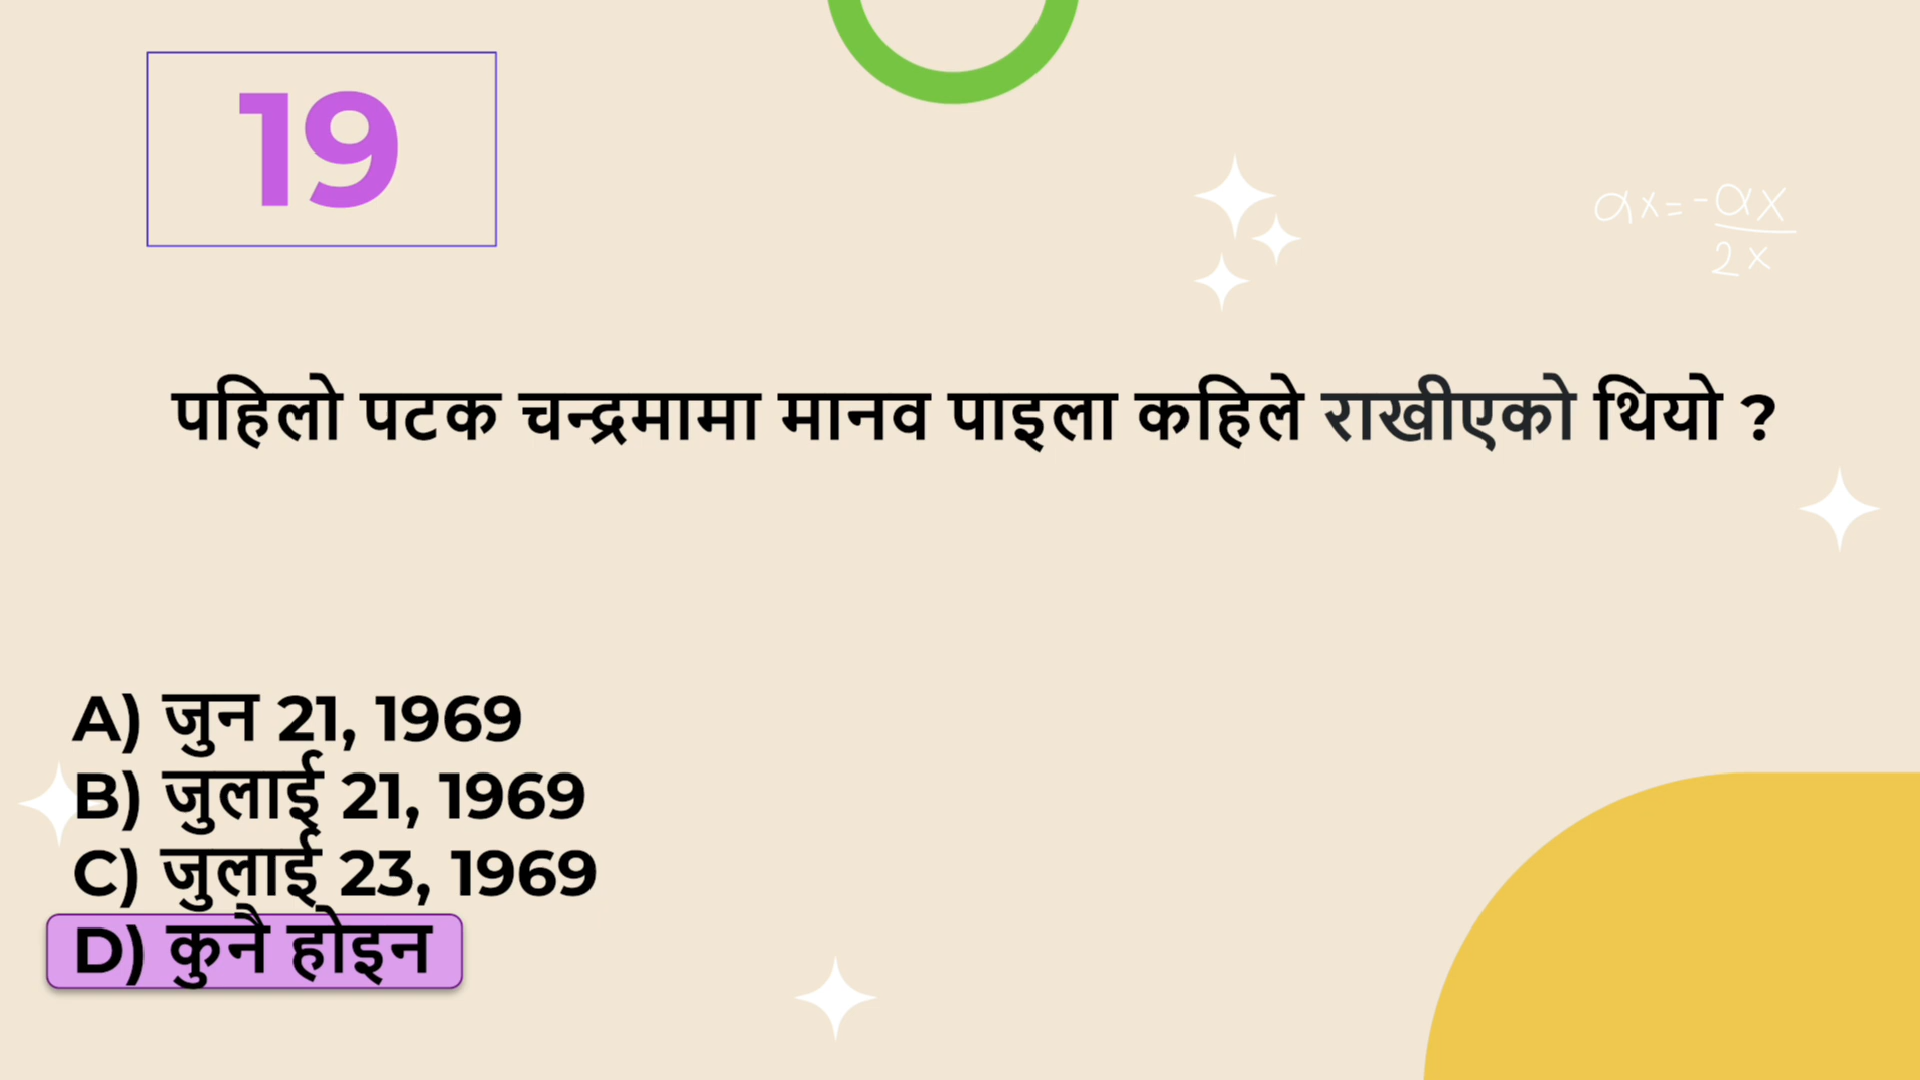 19
αx = -αx
2x
पहिलो पटक चन्द्रमामा मानव पाइला कहिले राखीएको थियो ?
A) जुन 21, 1969
B) जुलाई 21, 1969
C) जुलाई 23, 1969
D) कुनै होइन